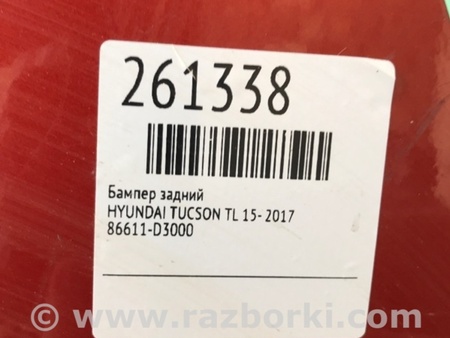 261338
Бампер задний
HYUNDAI TUCSON TL 15- 2017
86611-D3000
© www.razborki.com